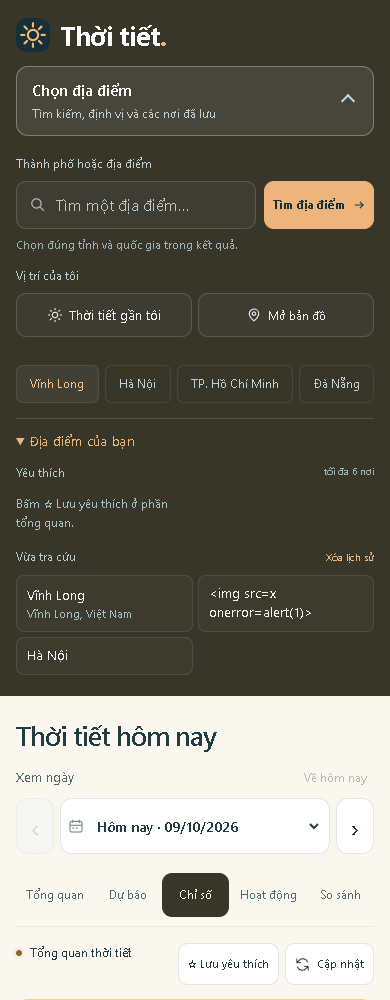 Thời tiết.
Chọn địa điểm
Tìm kiếm, định vị và các nơi đã lưu
Thành phố hoặc địa điểm
Tìm một địa điểm...
Tìm địa điểm →
Chọn đúng tỉnh và quốc gia trong kết quả.
Vị trí của tôi
Thời tiết gần tôi
Mở bản đồ
Vĩnh Long
Hà Nội
TP. Hồ Chí Minh
Đà Nẵng
▼ Địa điểm của bạn
Yêu thích
tối đa 6 nơi
Bấm ☆ Lưu yêu thích ở phần
tổng quan.
Vừa tra cứu
Xóa lịch sử
Vĩnh Long
Vĩnh Long, Việt Nam
<img src=x
onerror=alert(1)>
Hà Nội
Thời tiết hôm nay
Xem ngày
Về hôm nay
‹
Hôm nay · 09/10/2026
›
Tổng quan
Dự báo
Chỉ số
Hoạt động
So sánh
Tổng quan thời tiết
☆ Lưu yêu thích
Cập nhật